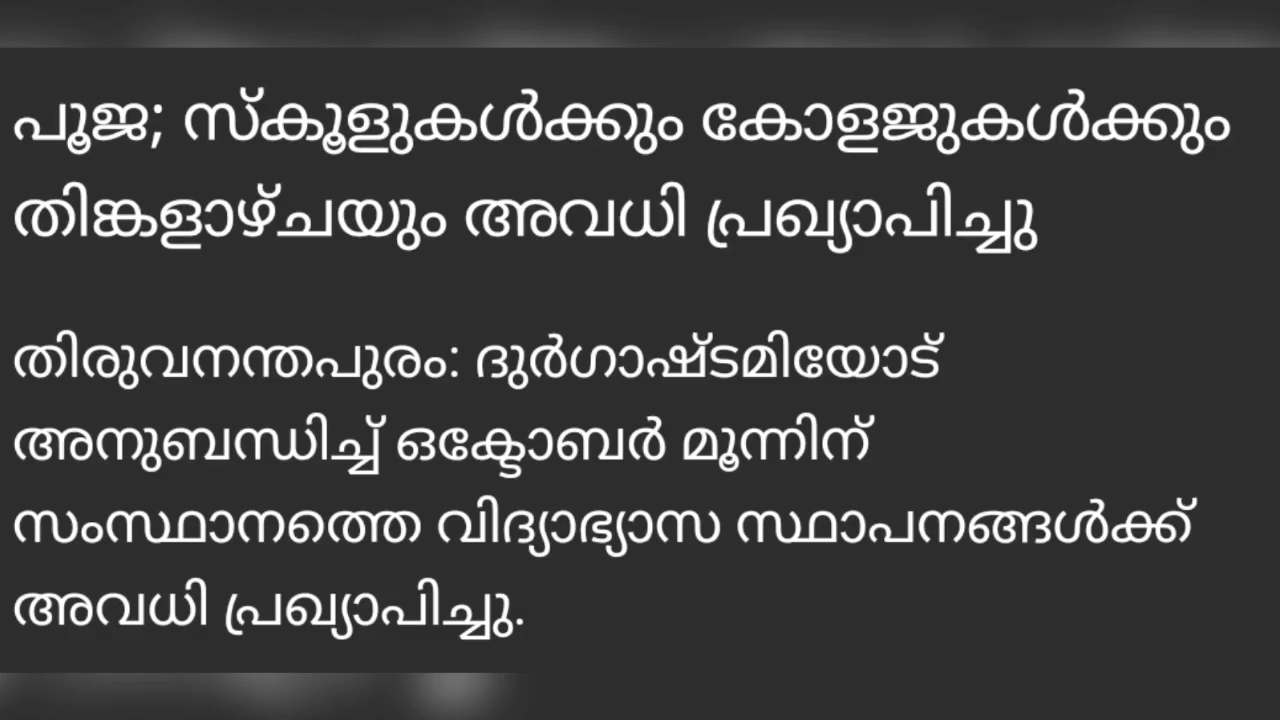 പൂജ; സ്കൂളുകൾക്കും കോളജുകൾക്കും
തിങ്കളാഴ്ചയും അവധി പ്രഖ്യാപിച്ചു
തിരുവനന്തപുരം: ദുർഗാഷ്ടമിയോട്
അനുബന്ധിച്ച് ഒക്ടോബർ മൂന്നിന്
സംസ്ഥാനത്തെ വിദ്യാഭ്യാസ സ്ഥാപനങ്ങൾക്ക്
അവധി പ്രഖ്യാപിച്ചു.